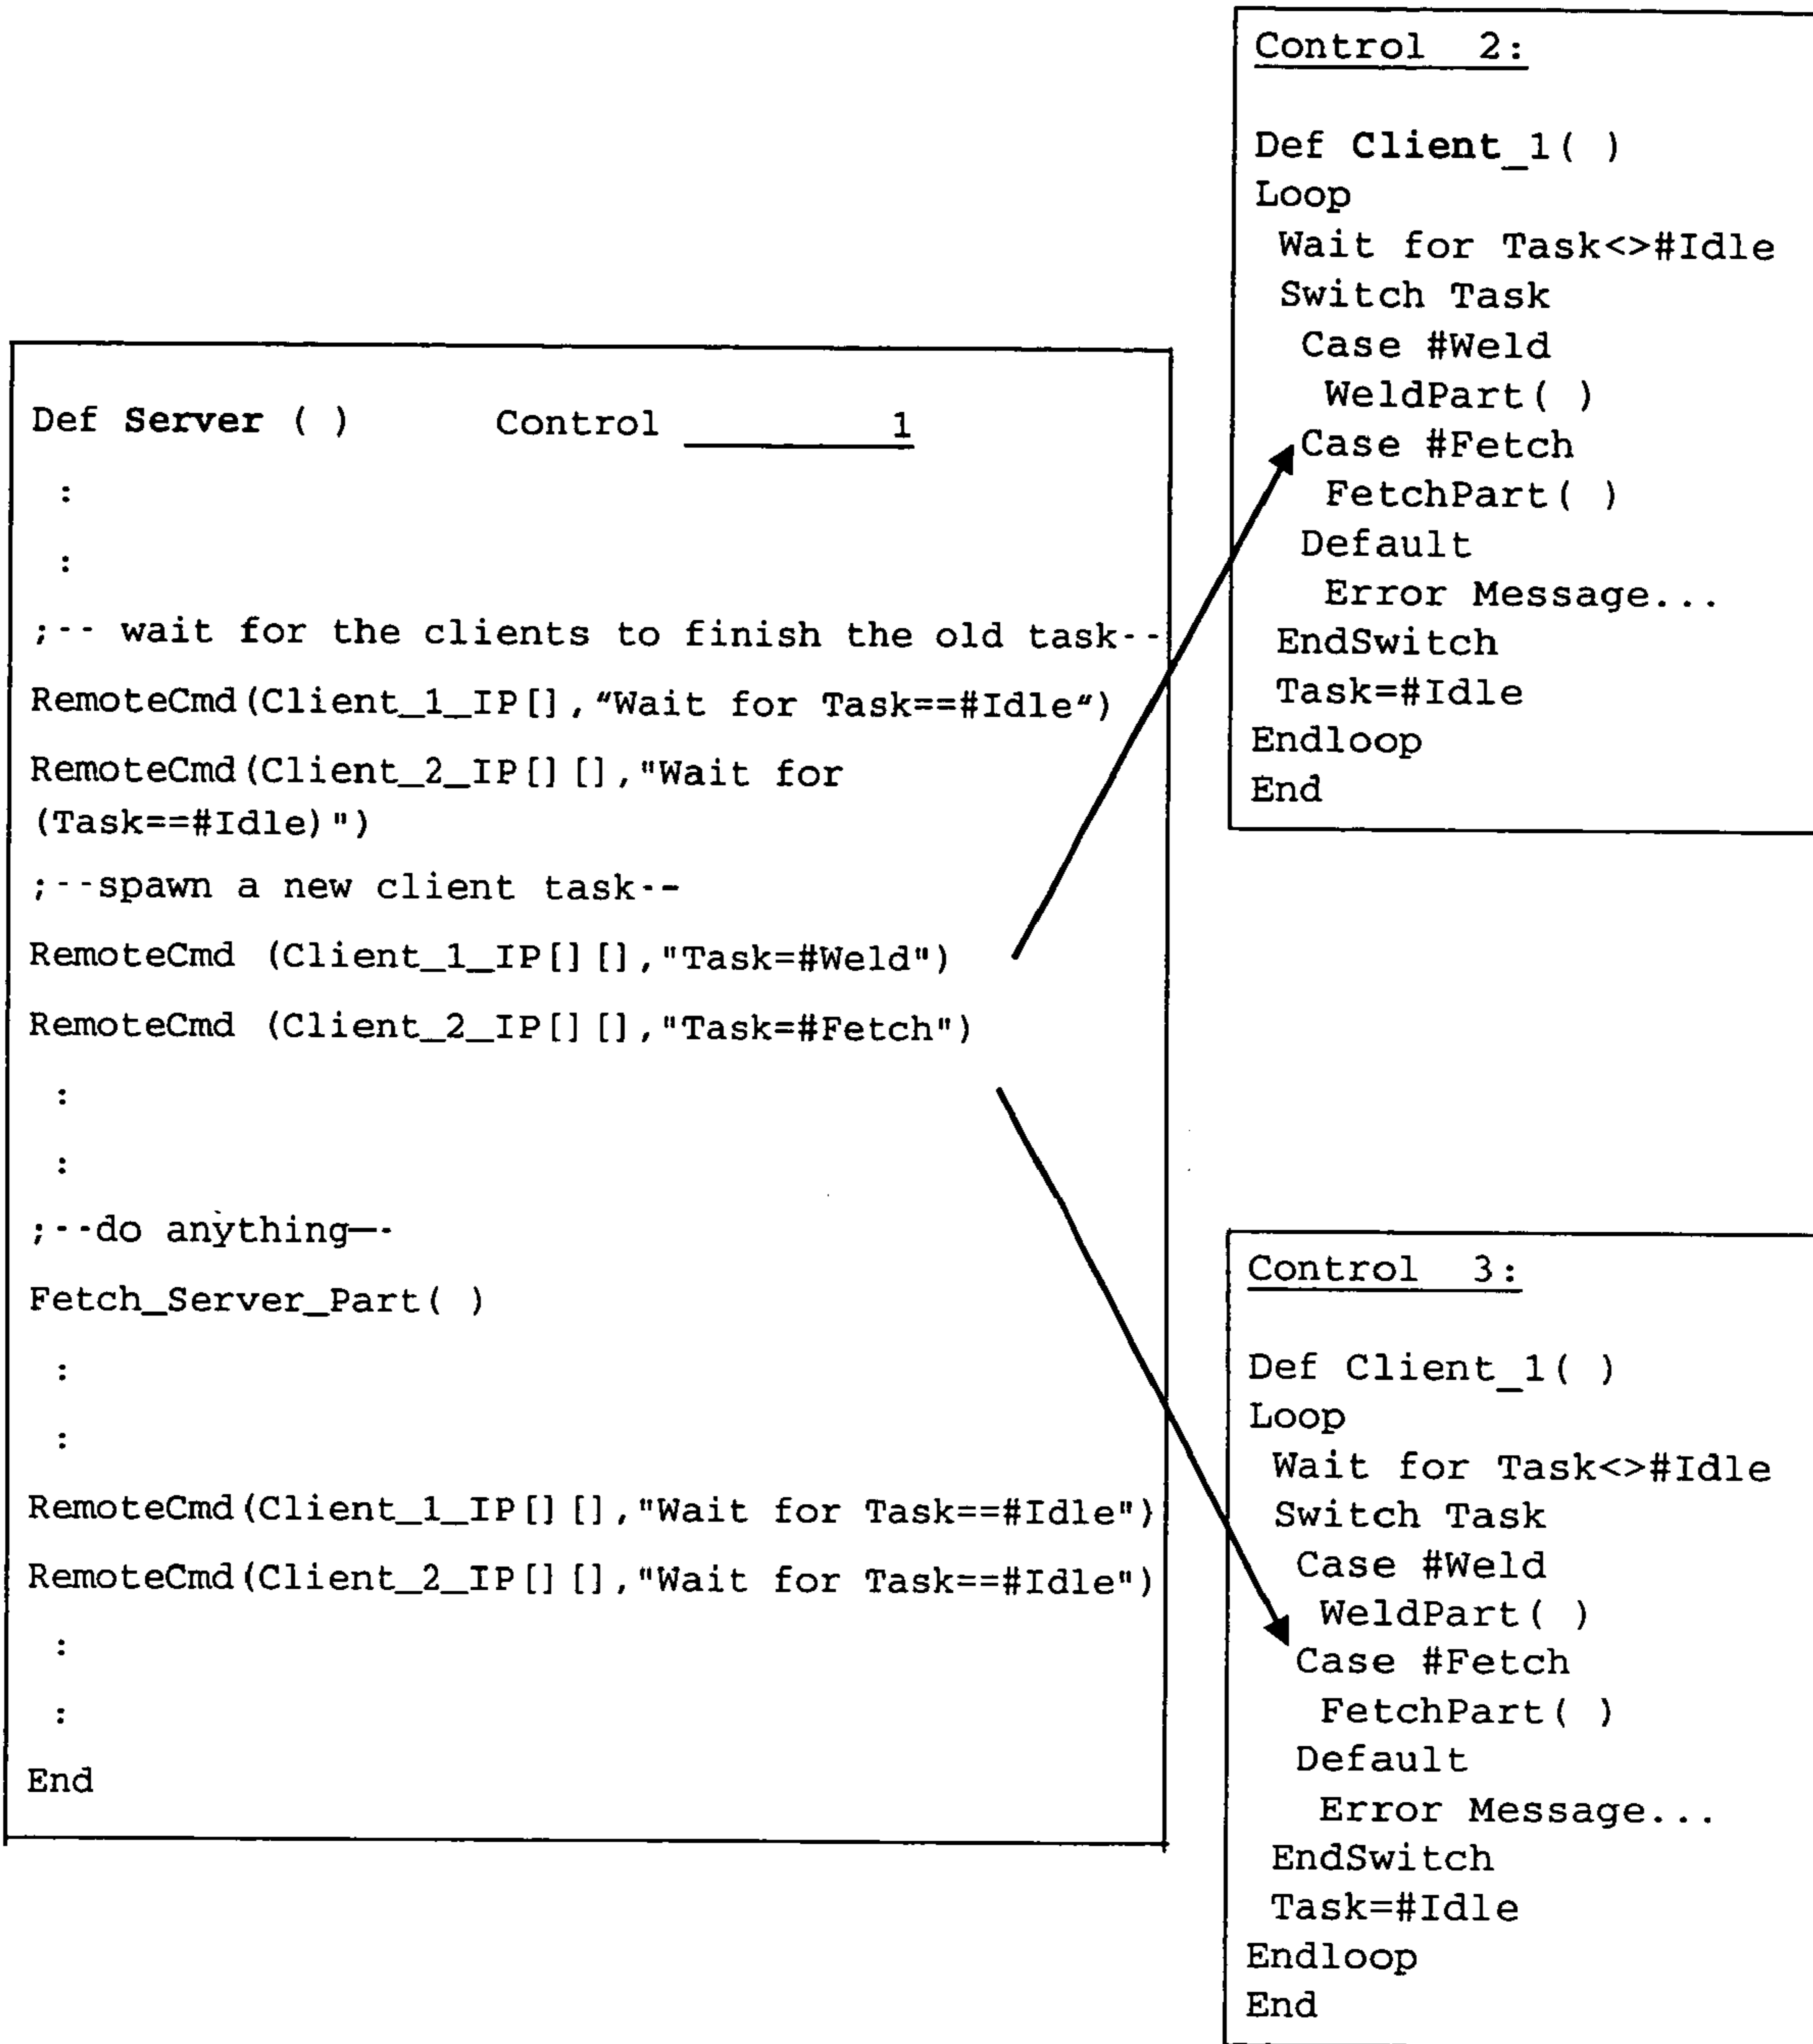 Def Server ( ) Control 1
:
:
;-- wait for the clients to finish the old task--
RemoteCmd(Client_1_IP[],"Wait for Task==#Idle")
RemoteCmd(Client_2_IP[][],"Wait for
(Task==#Idle)")
;--spawn a new client task--
RemoteCmd (Client_1_IP[][],"Task=#Weld")
RemoteCmd (Client_2_IP[][],"Task=#Fetch")
:
:
;--do anything—-
Fetch_Server_Part( )
:
:
RemoteCmd(Client_1_IP[][],"Wait for Task==#Idle")
RemoteCmd(Client_2_IP[][],"Wait for Task==#Idle")
:
:
End
Control 2:
Def Client_1( )
Loop
Wait for Task<>#Idle
Switch Task
Case #Weld
WeldPart( )
Case #Fetch
FetchPart( )
Default
Error Message...
EndSwitch
Task=#Idle
Endloop
End
Control 3:
Def Client_1( )
Loop
Wait for Task<>#Idle
Switch Task
Case #Weld
WeldPart( )
Case #Fetch
FetchPart( )
Default
Error Message...
EndSwitch
Task=#Idle
Endloop
End